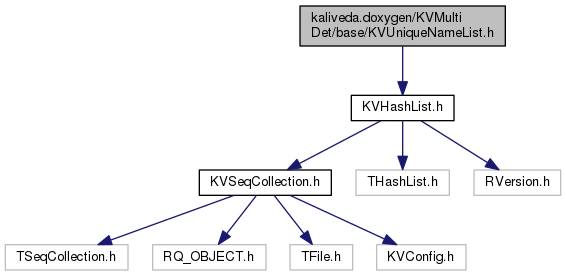 kaliveda.doxygen/KVMulti
Det/base/KVUniqueNameList.h
KVHashList.h
KVSeqCollection.h
THashList.h
RVersion.h
TSeqCollection.h
RQ_OBJECT.h
TFile.h
KVConfig.h